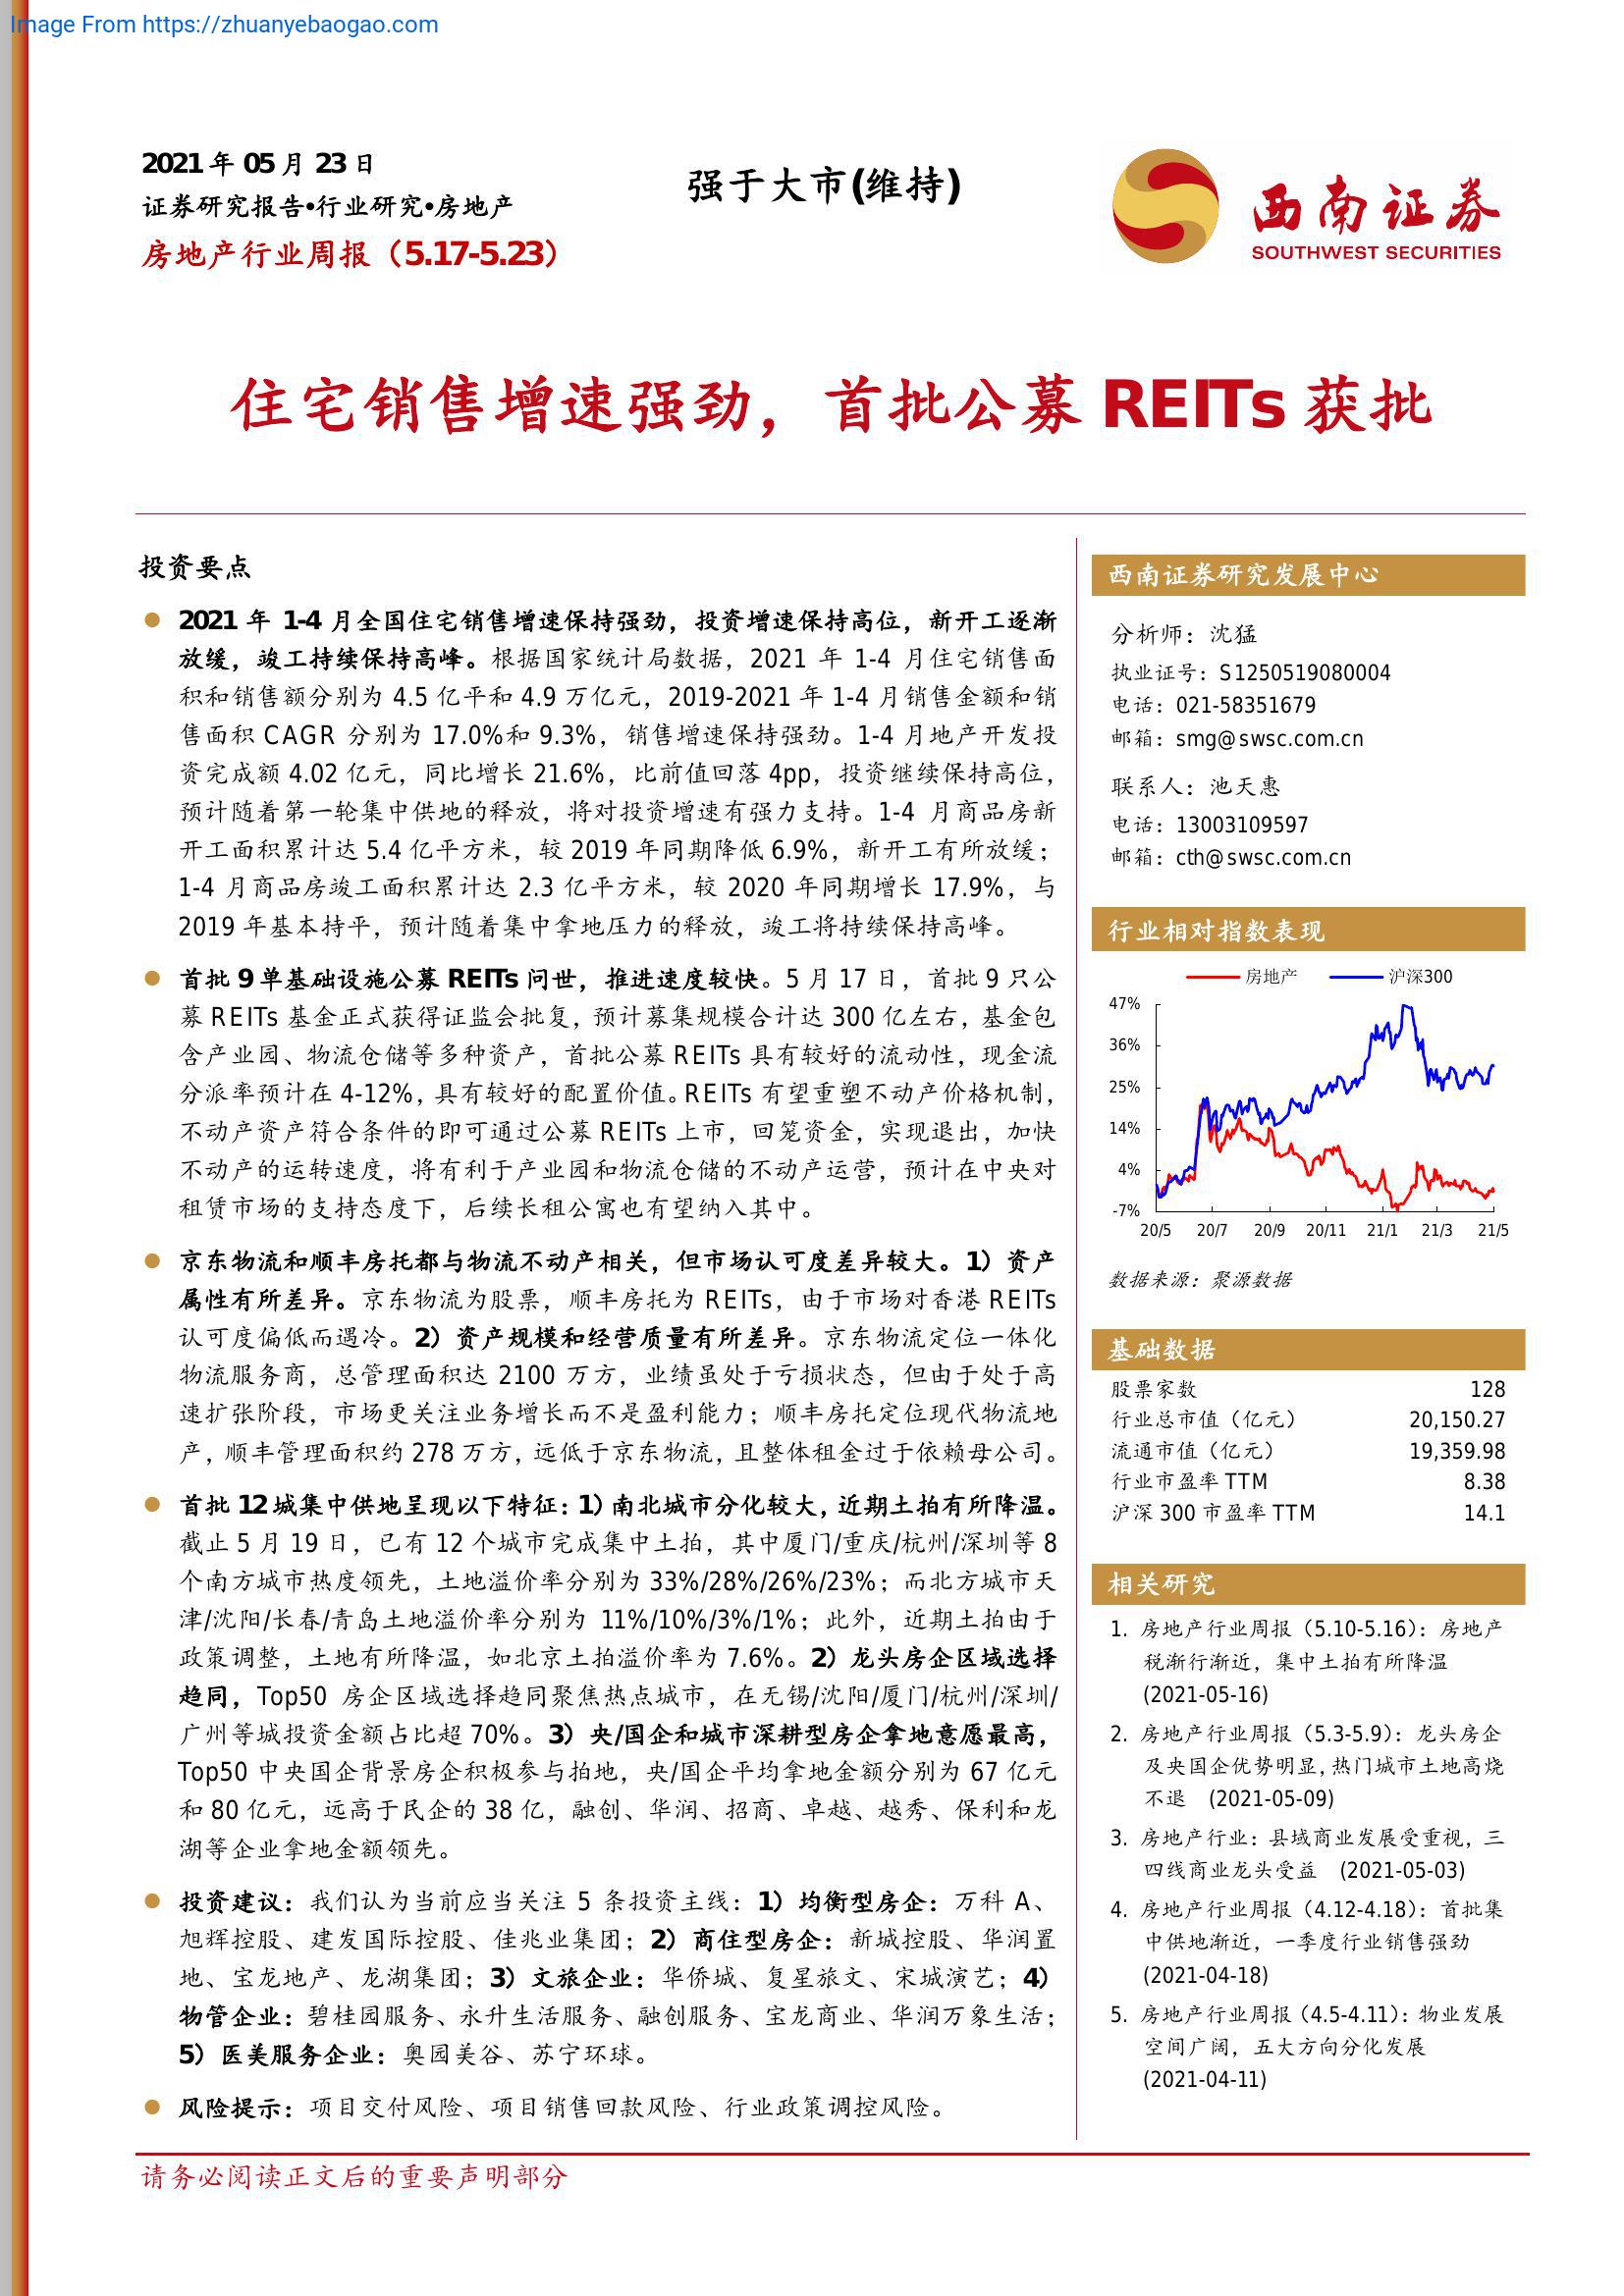 Image From https://zhuanyebaogao.com
2021 年 05 月 23 日
证券研究报告•行业研究•房地产
房地产行业周报（5.17-5.23）
强于大市(维持)
西南证券
SOUTHWEST SECURITIES
住宅销售增速强劲，首批公募 REITs 获批
投资要点
2021 年 1-4 月全国住宅销售增速保持强劲，投资增速保持高位，新开工逐渐
放缓，竣工持续保持高峰。根据国家统计局数据，2021 年 1-4 月住宅销售面
积和销售额分别为 4.5 亿平和 4.9 万亿元，2019-2021 年 1-4 月销售金额和销
售面积 CAGR 分别为 17.0%和 9.3%，销售增速保持强劲。1-4 月地产开发投
资完成额 4.02 亿元，同比增长 21.6%，比前值回落 4pp，投资继续保持高位，
预计随着第一轮集中供地的释放，将对投资增速有强力支持。1-4 月商品房新
开工面积累计达 5.4 亿平方米，较 2019 年同期降低 6.9%，新开工有所放缓；
1-4 月商品房竣工面积累计达 2.3 亿平方米，较 2020 年同期增长 17.9%，与
2019 年基本持平，预计随着集中拿地压力的释放，竣工将持续保持高峰。
首批 9 单基础设施公募 REITs 问世，推进速度较快。5 月 17 日，首批 9 只公
募 REITs 基金正式获得证监会批复，预计募集规模合计达 300 亿左右，基金包
含产业园、物流仓储等多种资产，首批公募 REITs 具有较好的流动性，现金流
分派率预计在 4-12%，具有较好的配置价值。REITs 有望重塑不动产价格机制，
不动产资产符合条件的即可通过公募 REITs 上市，回笼资金，实现退出，加快
不动产的运转速度，将有利于产业园和物流仓储的不动产运营，预计在中央对
租赁市场的支持态度下，后续长租公寓也有望纳入其中。
京东物流和顺丰房托都与物流不动产相关，但市场认可度差异较大。1）资产
属性有所差异。京东物流为股票，顺丰房托为 REITs，由于市场对香港 REITs
认可度偏低而遇冷。2）资产规模和经营质量有所差异。京东物流定位一体化
物流服务商，总管理面积达 2100 万方，业绩虽处于亏损状态，但由于处于高
速扩张阶段，市场更关注业务增长而不是盈利能力；顺丰房托定位现代物流地
产，顺丰管理面积约 278 万方，远低于京东物流，且整体租金过于依赖母公司。
首批 12 城集中供地呈现以下特征：1）南北城市分化较大，近期土拍有所降温。
截止 5 月 19 日，已有 12 个城市完成集中土拍，其中厦门/重庆/杭州/深圳等 8
个南方城市热度领先，土地溢价率分别为 33%/28%/26%/23%；而北方城市天
津/沈阳/长春/青岛土地溢价率分别为 11%/10%/3%/1%；此外，近期土拍由于
政策调整，土地有所降温，如北京土拍溢价率为 7.6%。2）龙头房企区域选择
趋同，Top50 房企区域选择趋同聚焦热点城市，在无锡/沈阳/厦门/杭州/深圳/
广州等城投资金额占比超 70%。3）央/国企和城市深耕型房企拿地意愿最高，
Top50 中央国企背景房企积极参与拍地，央/国企平均拿地金额分别为 67 亿元
和 80 亿元，远高于民企的 38 亿，融创、华润、招商、卓越、越秀、保利和龙
湖等企业拿地金额领先。
投资建议：我们认为当前应当关注 5 条投资主线：1）均衡型房企：万科 A、
旭辉控股、建发国际控股、佳兆业集团；2）商住型房企：新城控股、华润置
地、宝龙地产、龙湖集团；3）文旅企业：华侨城、复星旅文、宋城演艺；4）
物管企业：碧桂园服务、永升生活服务、融创服务、宝龙商业、华润万象生活；
5）医美服务企业：奥园美谷、苏宁环球。
风险提示：项目交付风险、项目销售回款风险、行业政策调控风险。
西南证券研究发展中心
分析师：沈猛
执业证号：S1250519080004
电话：021-58351679
邮箱：smg@swsc.com.cn
联系人：池天惠
电话：13003109597
邮箱：cth@swsc.com.cn
行业相对指数表现
房地产 沪深300
47%
36%
25%
14%
4%
-7%
20/5 20/7 20/9 20/11 21/1 21/3 21/5
数据来源：聚源数据
基础数据
股票家数 128
行业总市值（亿元） 20,150.27
流通市值（亿元） 19,359.98
行业市盈率 TTM 8.38
沪深 300 市盈率 TTM 14.1
相关研究
1. 房地产行业周报（5.10-5.16）：房地产
税渐行渐近，集中土拍有所降温
(2021-05-16)
2. 房地产行业周报（5.3-5.9）：龙头房企
及央国企优势明显，热门城市土地高烧
不退 (2021-05-09)
3. 房地产行业：县域商业发展受重视，三
四线商业龙头受益 (2021-05-03)
4. 房地产行业周报（4.12-4.18）：首批集
中供地渐近，一季度行业销售强劲
(2021-04-18)
5. 房地产行业周报（4.5-4.11）：物业发展
空间广阔，五大方向分化发展
(2021-04-11)
请务必阅读正文后的重要声明部分